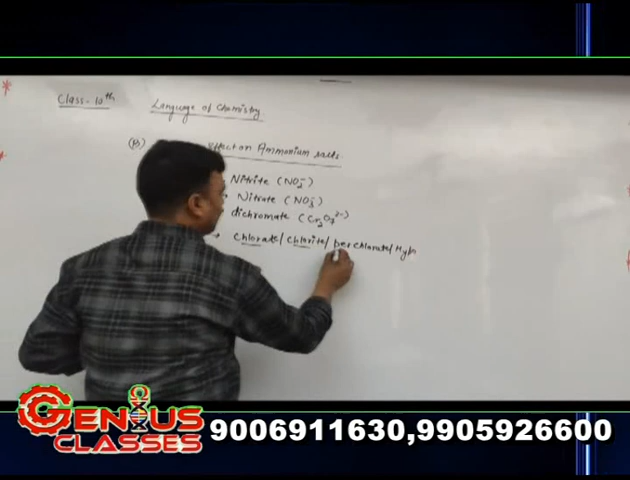 Class-10th
Language of Chemistry
(B) effect on Ammonium salts
Nitrite (NO2-)
Nitrate (NO3-)
dichromate (Cr2O7 2-)
Chlorate/Chlorite/perchlorate/Hypo
GENIUS
CLASSES
9006911630,9905926600